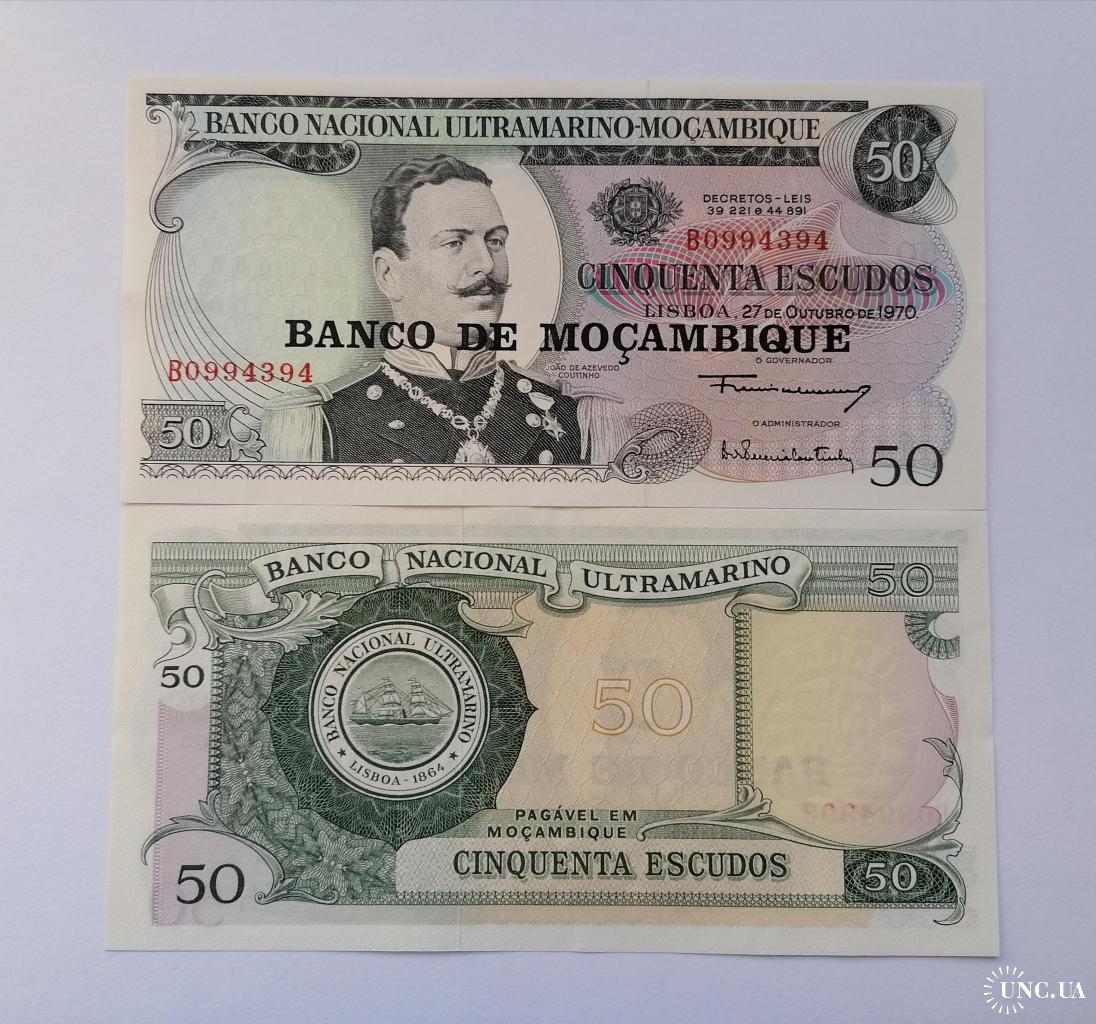 BANCO NACIONAL ULTRAMARINO-MOÇAMBIQUE
50
DECRETOS-LEIS
39 221 e 44 891
B0994394
CINQUENTA ESCUDOS
LISBOA, 27 DE OUTUBRO DE 1970
BANCO DE MOÇAMBIQUE
O GOVERNADOR
JOÃO DE AZEVEDO
COUTINHO
B0994394
O ADMINISTRADOR
50
50
BANCO NACIONAL ULTRAMARINO
50
BANCO NACIONAL ULTRAMARINO
LISBOA - 1864
50
50
PAGÁVEL EM
MOÇAMBIQUE
CINQUENTA ESCUDOS
50
50
UNC.UA